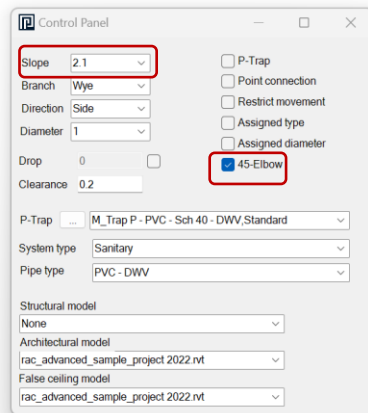 Control Panel
Slope 2.1
P-Trap
Branch Wye
Point connection
Direction Side
Restrict movement
Diameter 1
Assigned type
Assigned diameter
Drop 0
45-Elbow
Clearance 0.2
P-Trap ... M_Trap P - PVC - Sch 40 - DWV,Standard
System type Sanitary
Pipe type PVC - DWV
Structural model
None
Architectural model
rac_advanced_sample_project 2022.rvt
False ceiling model
rac_advanced_sample_project 2022.rvt